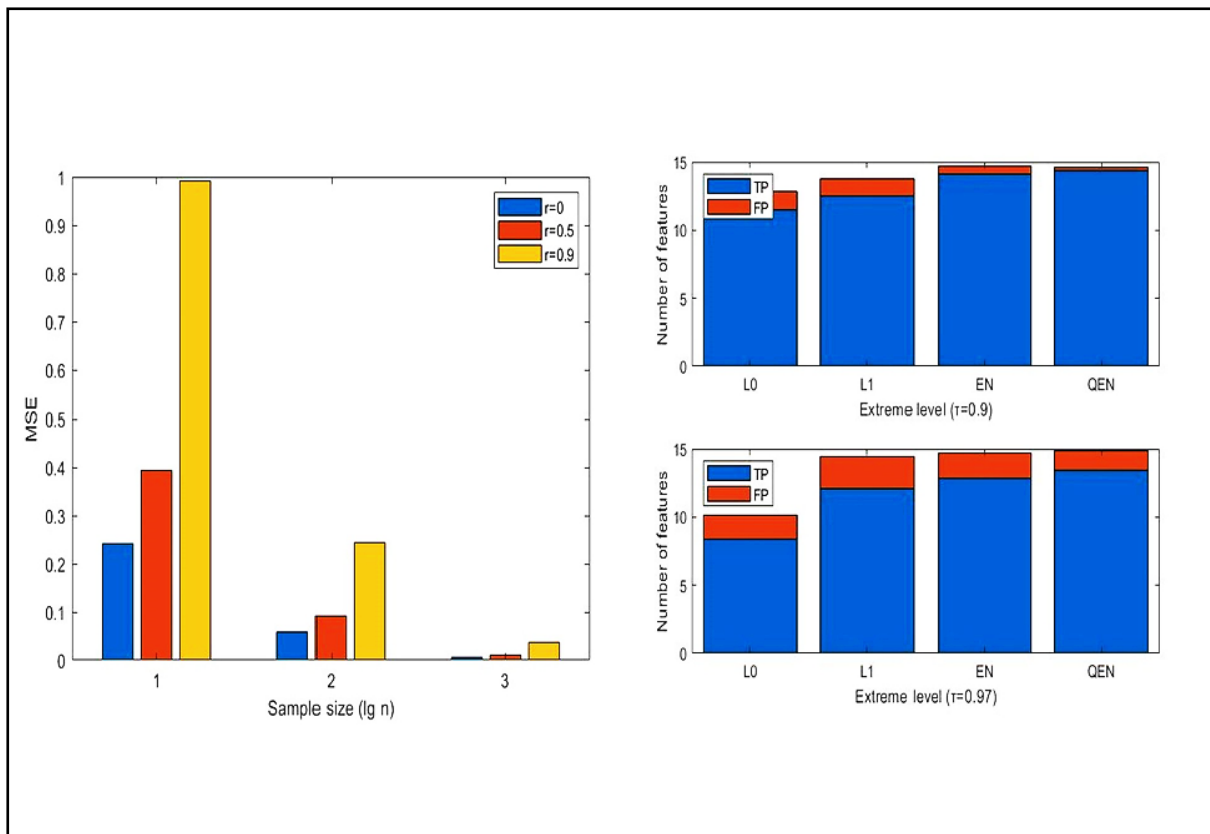 1
0.9
0.8
0.7
0.6
0.5
0.4
0.3
0.2
0.1
0
MSE
r=0
r=0.5
r=0.9
1 2 3
Sample size (lg n)
15
10
5
0
Number of features
TP
FP
L0 L1 EN QEN
Extreme level (τ=0.9)
15
10
5
0
Number of features
TP
FP
L0 L1 EN QEN
Extreme level (τ=0.97)